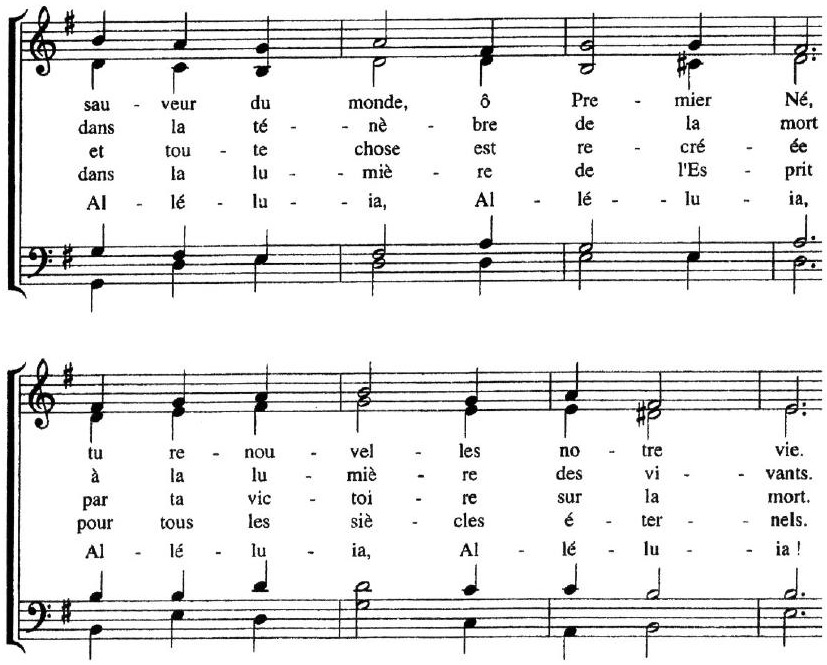 sau - veur du monde, ô Pre - mier Né,
dans la té - nè - bre de la mort
et tou - te chose est re - cré - ée
dans la lu - miè - re de l'Es - prit
Al - lé - lu - ia, Al - lé - lu - ia,
tu re - nou - vel - les no - tre vie.
à la lu - miè - re des vi - vants.
par ta vic - toi - re sur la mort.
pour tous les siè - cles é - ter - nels.
Al - lé - lu - ia, Al - lé - lu - ia !